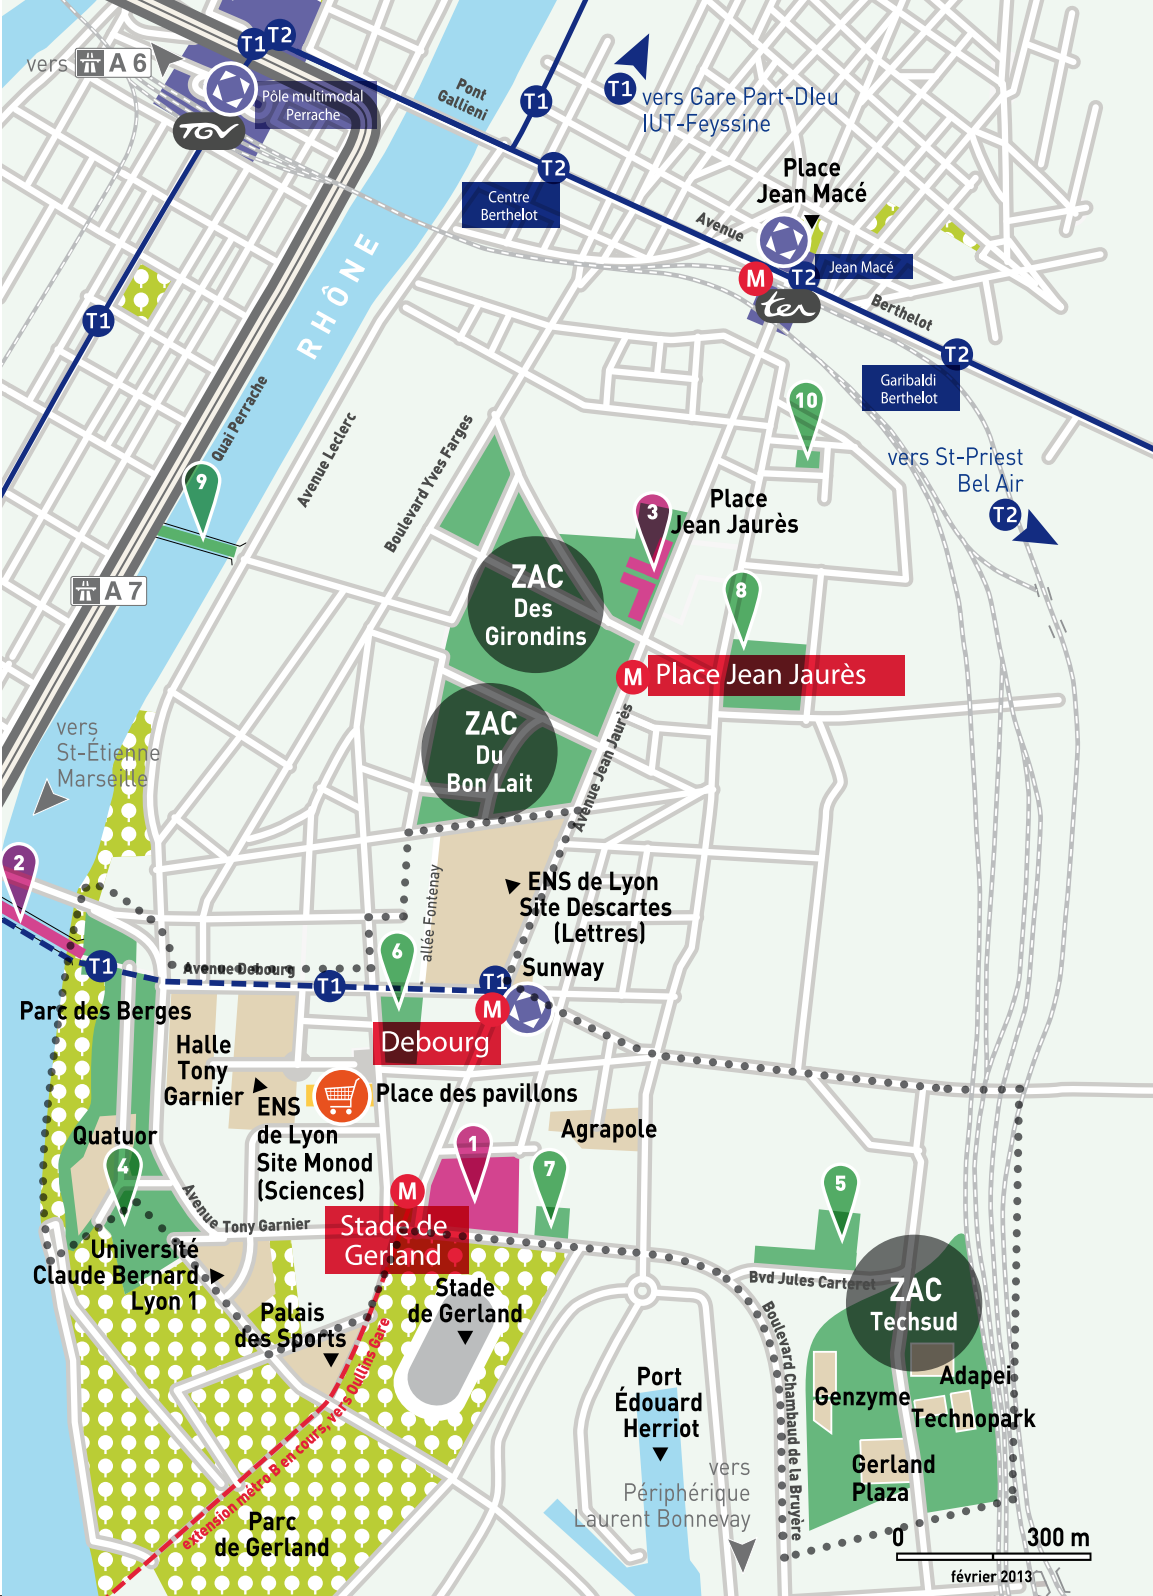 T1
T2
vers A 6
Pôle multimodal
Perrache
TGV
Pont
Gallieni
T1
T1
vers Gare Part-Dieu
IUT-Feyssine
T2
Centre
Berthelot
Place
Jean Macé
Avenue
Jean Macé
M
T2
ter
Berthelot
T2
Garibaldi
Berthelot
T1
RHÔNE
Quai Perrache
Avenue Leclerc
Boulevard Yves Farges
10
vers St-Priest
Bel Air
T2
9
3
Place
Jean Jaurès
A 7
ZAC
Des
Girondins
8
M
Place Jean Jaurès
ZAC
Du
Bon Lait
Avenue Jean Jaurès
vers
St-Étienne
Marseille
2
ENS de Lyon
Site Descartes
(Lettres)
allée Fontenay
6
Sunway
T1
Avenue Debourg
T1
T1
M
Debourg
Parc des Berges
Halle
Tony
Garnier
ENS
de Lyon
Site Monod
(Sciences)
Place des pavillons
Agrapole
Quatuor
4
1
7
5
M
Stade de
Gerland
Avenue
Tony Garnier
Université
Claude Bernard
Lyon 1
Palais
des Sports
Stade
de Gerland
Bvd Jules Carteret
ZAC
Techsud
Boulevard Chambaud de la Bruyère
Port
Édouard
Herriot
Adapei
Genzyme
Technopark
Gerland
Plaza
vers
Périphérique
Laurent Bonnevay
extension métro B en cours, vers Oullins Gare
Parc
de Gerland
0
300 m
février 2013